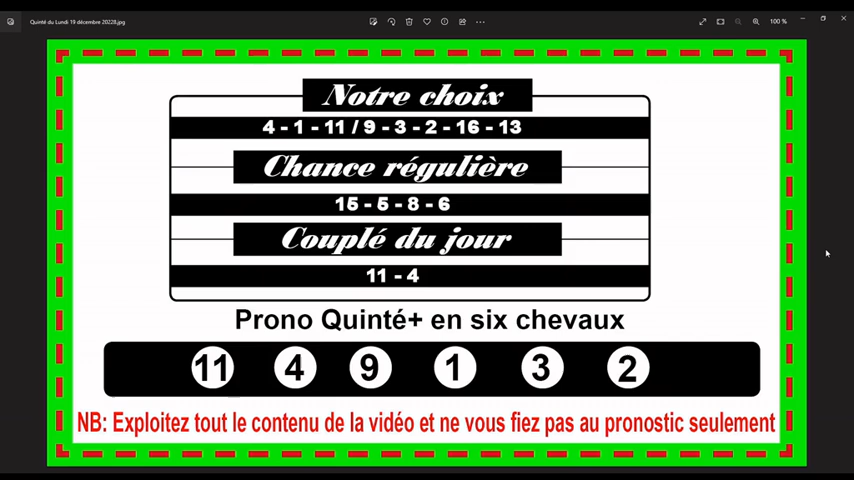 Quinté du Lundi 19 décembre 20228.jpg
100 %
Notre choix
4 - 1 - 11 / 9 - 3 - 2 - 16 - 13
Chance régulière
15 - 5 - 8 - 6
Couplé du jour
11 - 4
Prono Quinté+ en six chevaux
11 4 9 1 3 2
NB: Exploitez tout le contenu de la vidéo et ne vous fiez pas au pronostic seulement